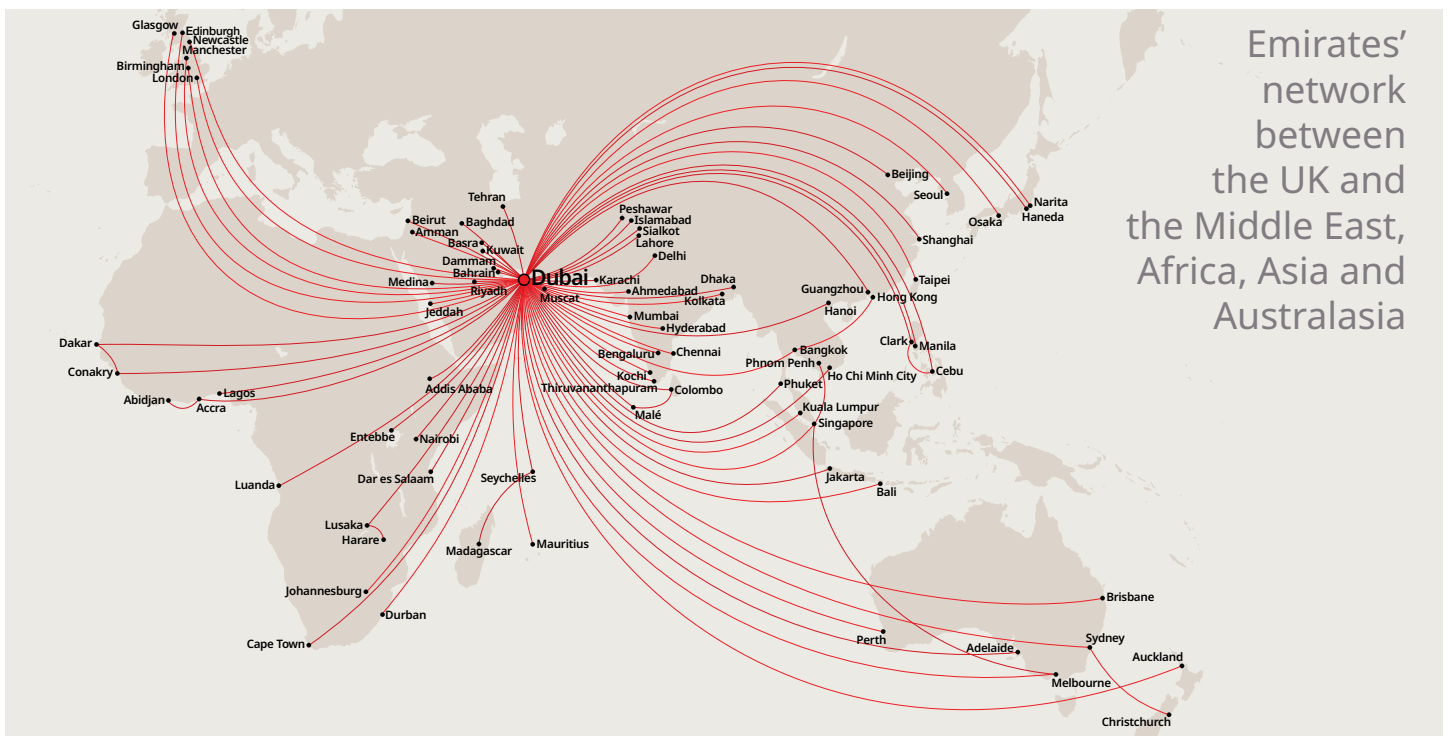 Emirates’
network
between
the UK and
the Middle East,
Africa, Asia and
Australasia
Glasgow
Edinburgh
Newcastle
Manchester
Birmingham
London
Tehran
Beirut
Baghdad
Amman
Basra
Kuwait
Dammam
Bahrain
Medina
Riyadh
Jeddah
Dubai
Muscat
Peshawar
Islamabad
Sialkot
Lahore
Delhi
Karachi
Ahmedabad
Dhaka
Kolkata
Mumbai
Hyderabad
Bengaluru
Chennai
Kochi
Thiruvananthapuram
Colombo
Malé
Beijing
Seoul
Narita
Haneda
Osaka
Shanghai
Taipei
Guangzhou
Hong Kong
Hanoi
Clark
Manila
Cebu
Bangkok
Phnom Penh
Ho Chi Minh City
Phuket
Kuala Lumpur
Singapore
Jakarta
Bali
Dakar
Conakry
Abidjan
Accra
Lagos
Addis Ababa
Entebbe
Nairobi
Dar es Salaam
Luanda
Seychelles
Lusaka
Harare
Madagascar
Mauritius
Johannesburg
Durban
Cape Town
Brisbane
Perth
Adelaide
Sydney
Melbourne
Auckland
Christchurch